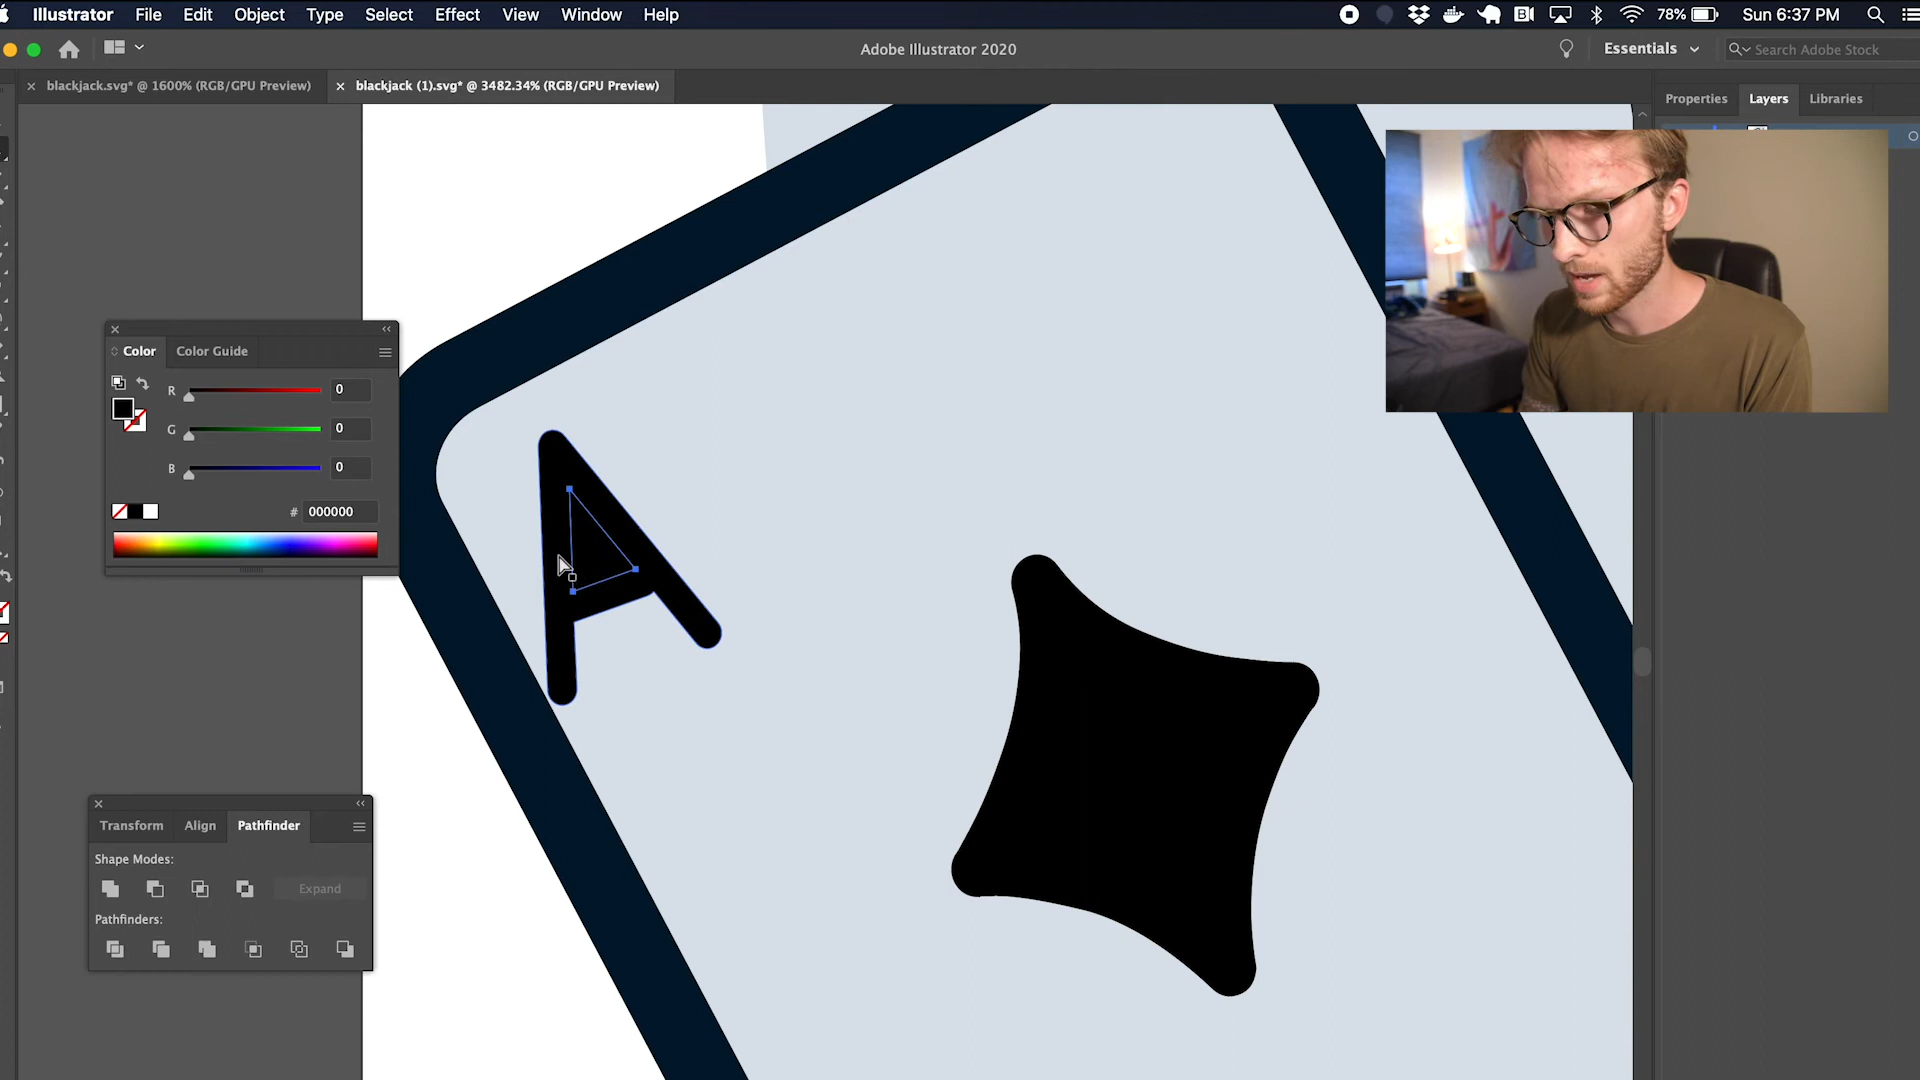 Illustrator File Edit Object Type Select Effect View Window Help 78% Sun 6:37 PM
Adobe Illustrator 2020 Essentials Search Adobe Stock
blackjack.svg* @ 1600% (RGB/GPU Preview) blackjack (1).svg* @ 3482.34% (RGB/GPU Preview)
Properties Layers Libraries
Color Color Guide
R 0
G 0
B 0
# 000000
A
Transform Align Pathfinder
Shape Modes:
Expand
Pathfinders: